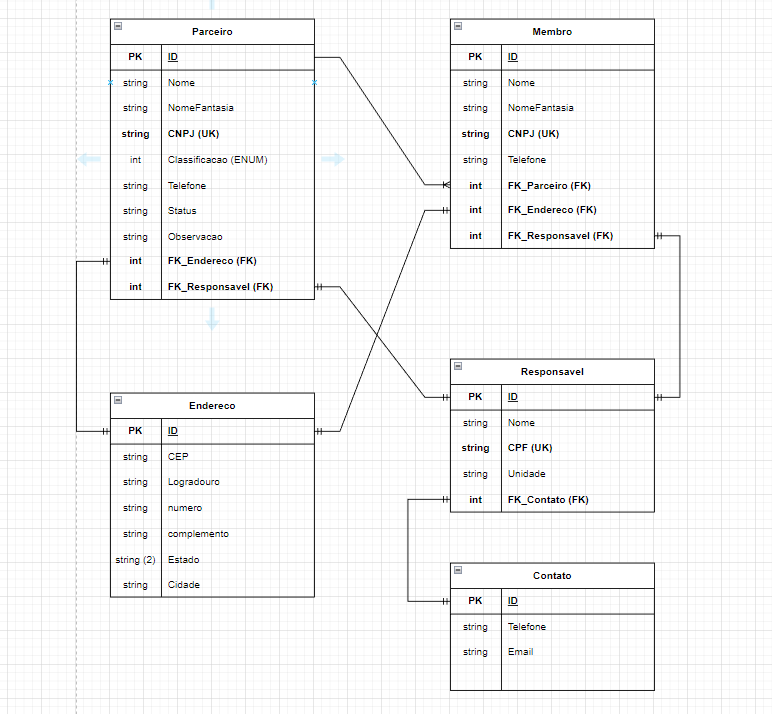 Parceiro
PK ID
string Nome
string NomeFantasia
string CNPJ (UK)
int Classificacao (ENUM)
string Telefone
string Status
string Observacao
int FK_Endereco (FK)
int FK_Responsavel (FK)
Membro
PK ID
string Nome
string NomeFantasia
string CNPJ (UK)
string Telefone
int FK_Parceiro (FK)
int FK_Endereco (FK)
int FK_Responsavel (FK)
Endereco
PK ID
string CEP
string Logradouro
string numero
string complemento
string (2) Estado
string Cidade
Responsavel
PK ID
string Nome
string CPF (UK)
string Unidade
int FK_Contato (FK)
Contato
PK ID
string Telefone
string Email